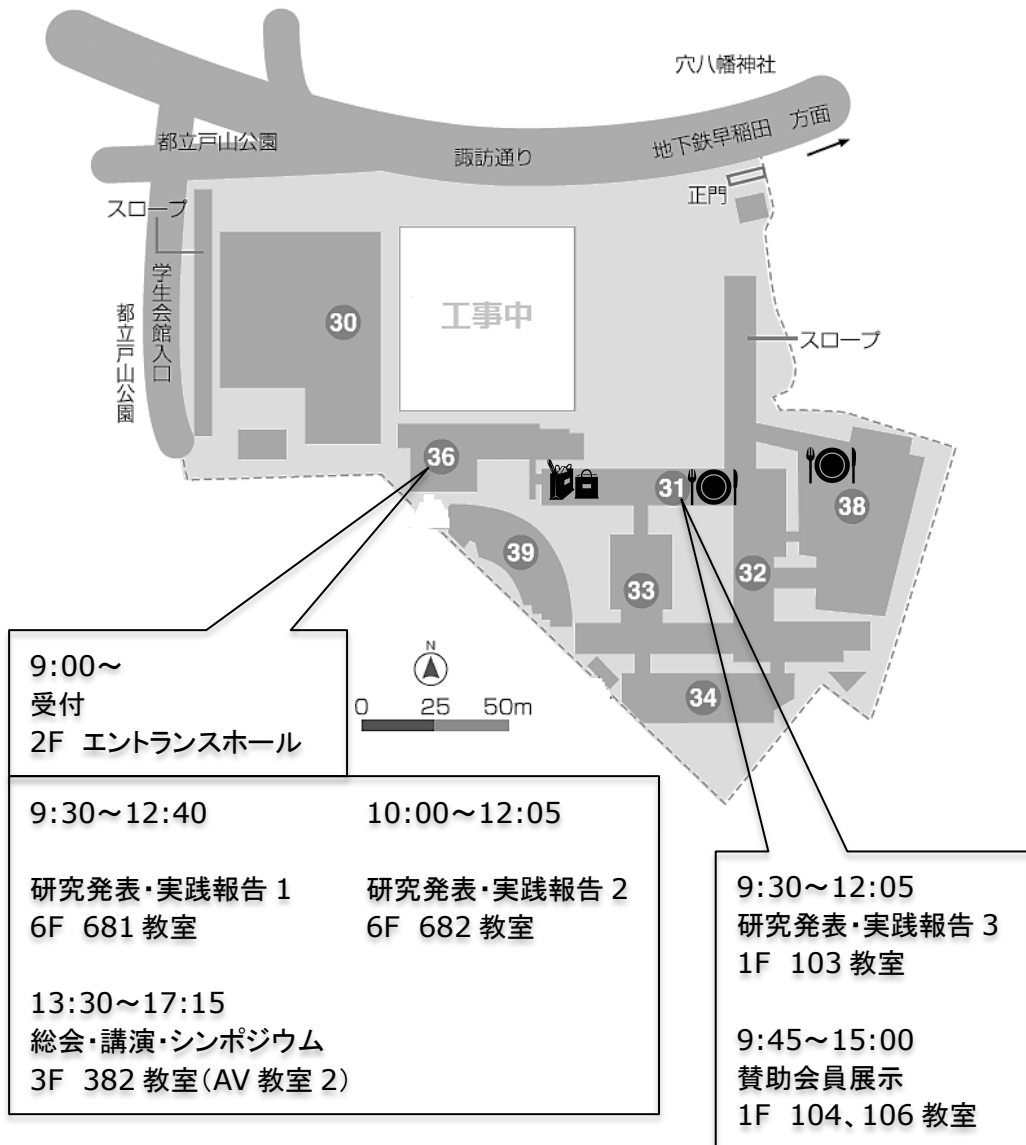 穴八幡神社
都立戸山公園
諏訪通り
地下鉄早稲田 方面
正門
スロープ
学生会館入口
都立戸山公園
30
工事中
スロープ
36
31
38
39
33
32
34
N
0 25 50m
9:00～
受付
2F エントランスホール
9:30～12:40
研究発表・実践報告 1
6F 681 教室
10:00～12:05
研究発表・実践報告 2
6F 682 教室
13:30～17:15
総会・講演・シンポジウム
3F 382 教室(AV 教室 2)
9:30～12:05
研究発表・実践報告 3
1F 103 教室
9:45～15:00
賛助会員展示
1F 104、106 教室